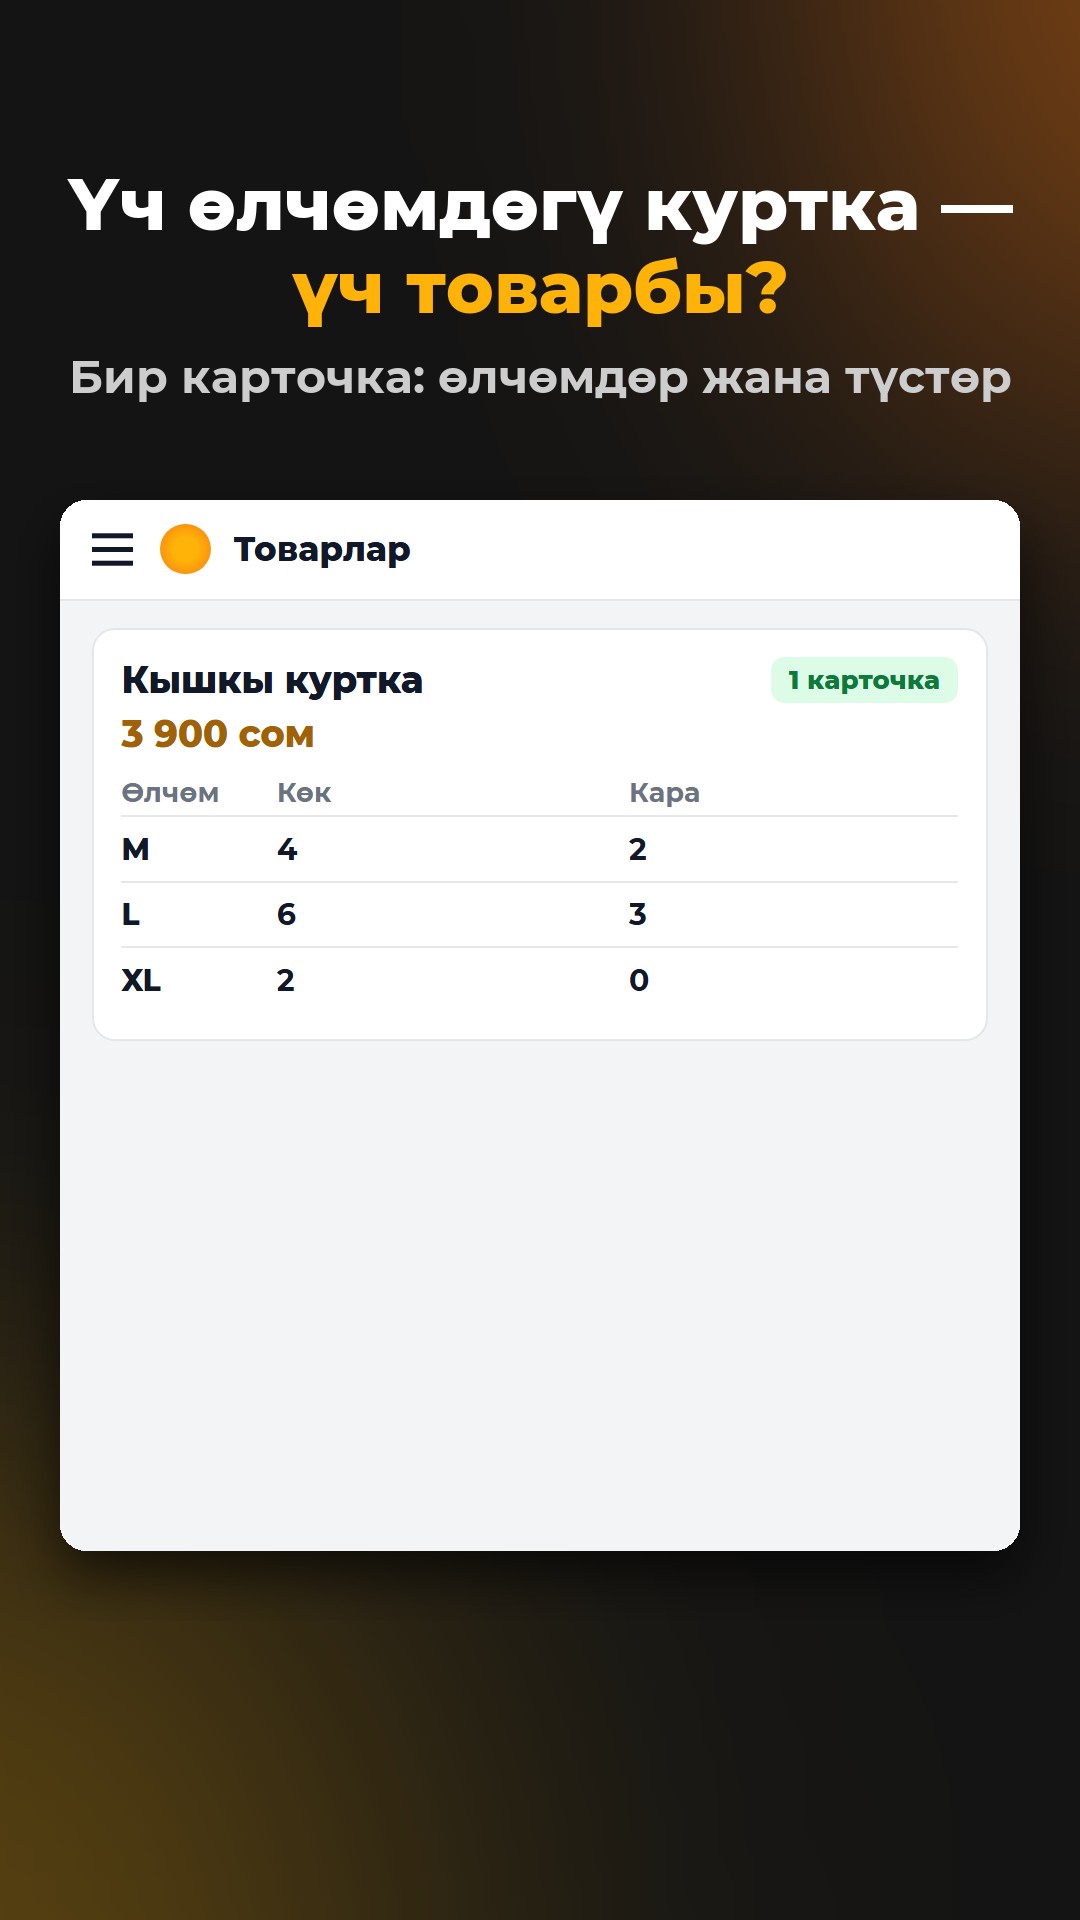 Үч өлчөмдөгү куртка —
үч товарбы?
Бир карточка: өлчөмдөр жана түстөр
Товарлар
Кышкы куртка 1 карточка
3 900 сом
Өлчөм Көк Кара
M 4 2
L 6 3
XL 2 0